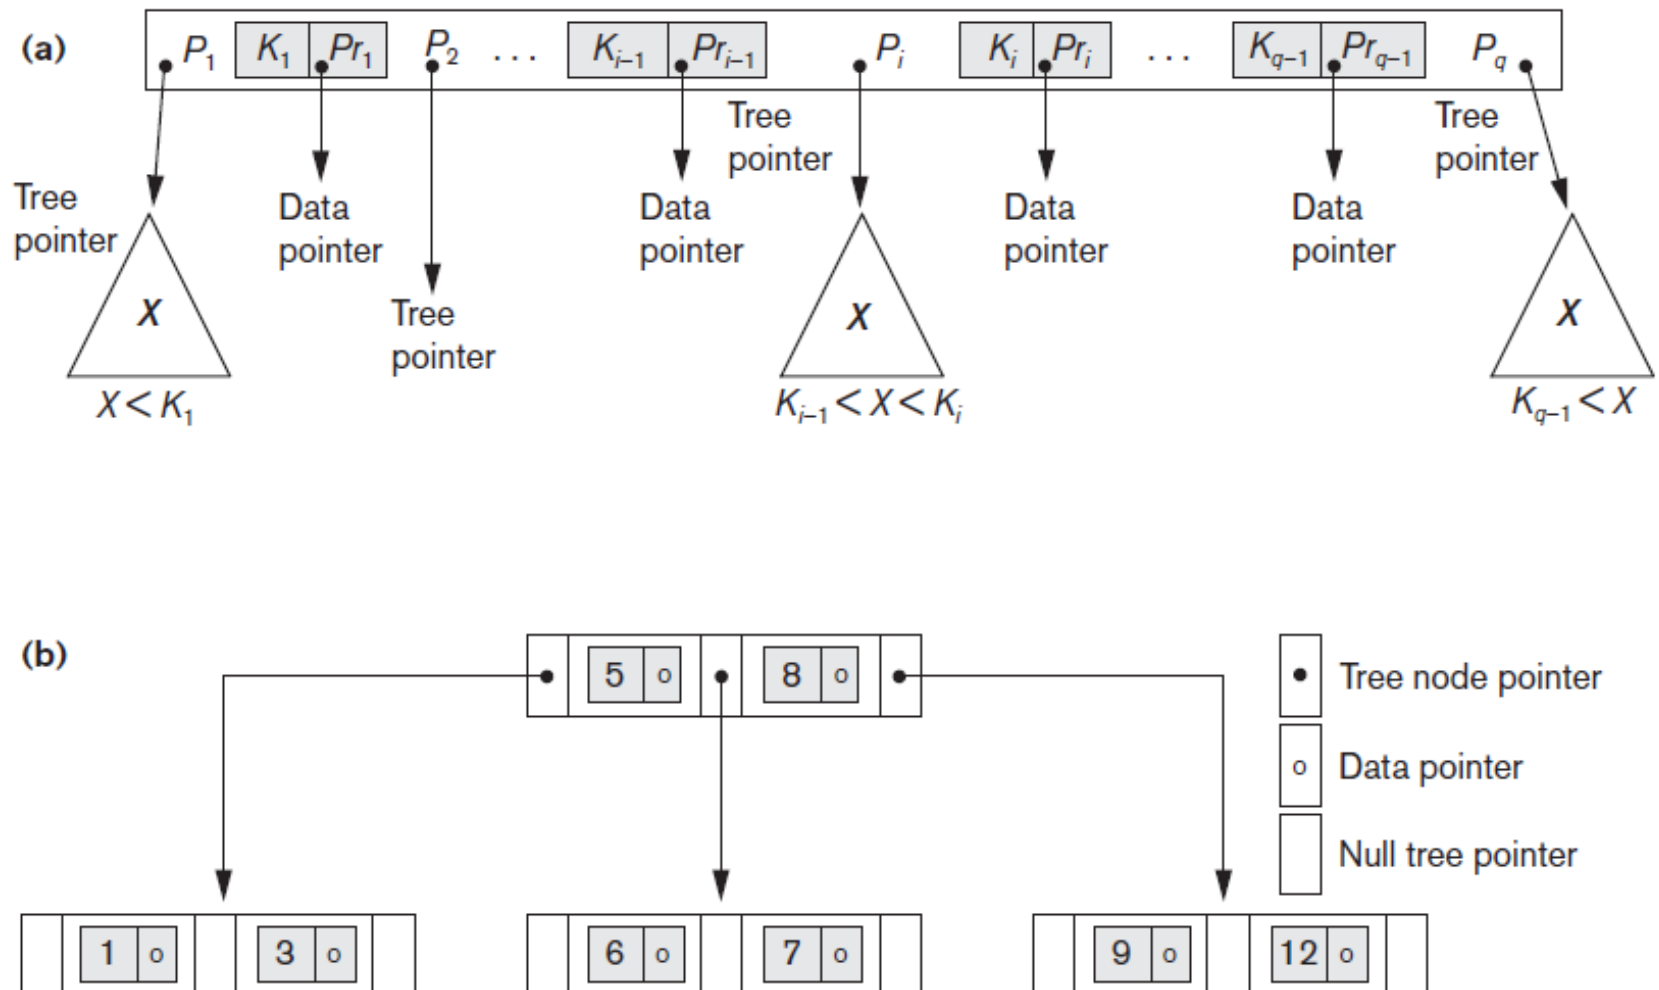 (a) P1 K1 Pr1 P2 ... Ki–1 Pri–1 Pi Ki Pri ... Kq–1 Prq–1 Pq
Tree
pointer
Data
pointer
Tree
pointer
Data
pointer
Tree
pointer
Data
pointer
Data
pointer
Tree
pointer
X
X
X
X < K1
Ki–1 < X < Ki
Kq–1 < X
(b)
5 o 8 o
Tree node pointer
o Data pointer
Null tree pointer
1 o 3 o
6 o 7 o
9 o 12 o